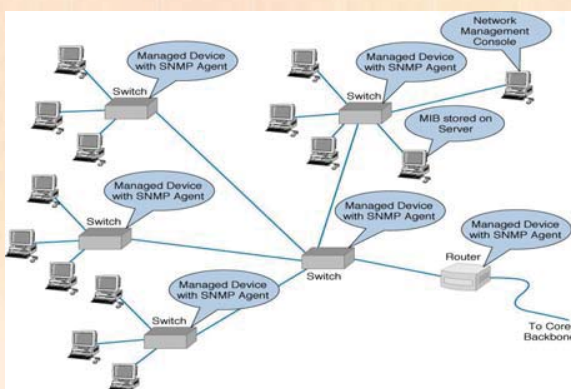 Network
Management
Console
Managed Device
with SNMP Agent
Switch
Managed Device
with SNMP Agent
Switch
MIB stored on
Server
Managed Device
with SNMP Agent
Switch
Managed Device
with SNMP Agent
Switch
Managed Device
with SNMP Agent
Router
Managed Device
with SNMP Agent
Switch
To Core
Backbone